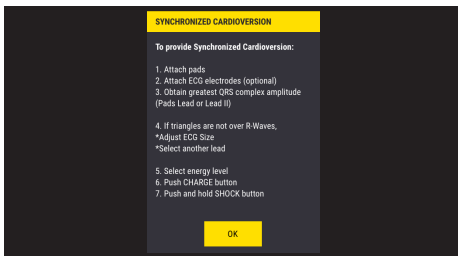 SYNCHRONIZED CARDIOVERSION
To provide Synchronized Cardioversion:
1. Attach pads
2. Attach ECG electrodes (optional)
3. Obtain greatest QRS complex amplitude
(Pads Lead or Lead II)
4. If triangles are not over R-Waves,
*Adjust ECG Size
*Select another lead
5. Select energy level
6. Push CHARGE button
7. Push and hold SHOCK button
OK